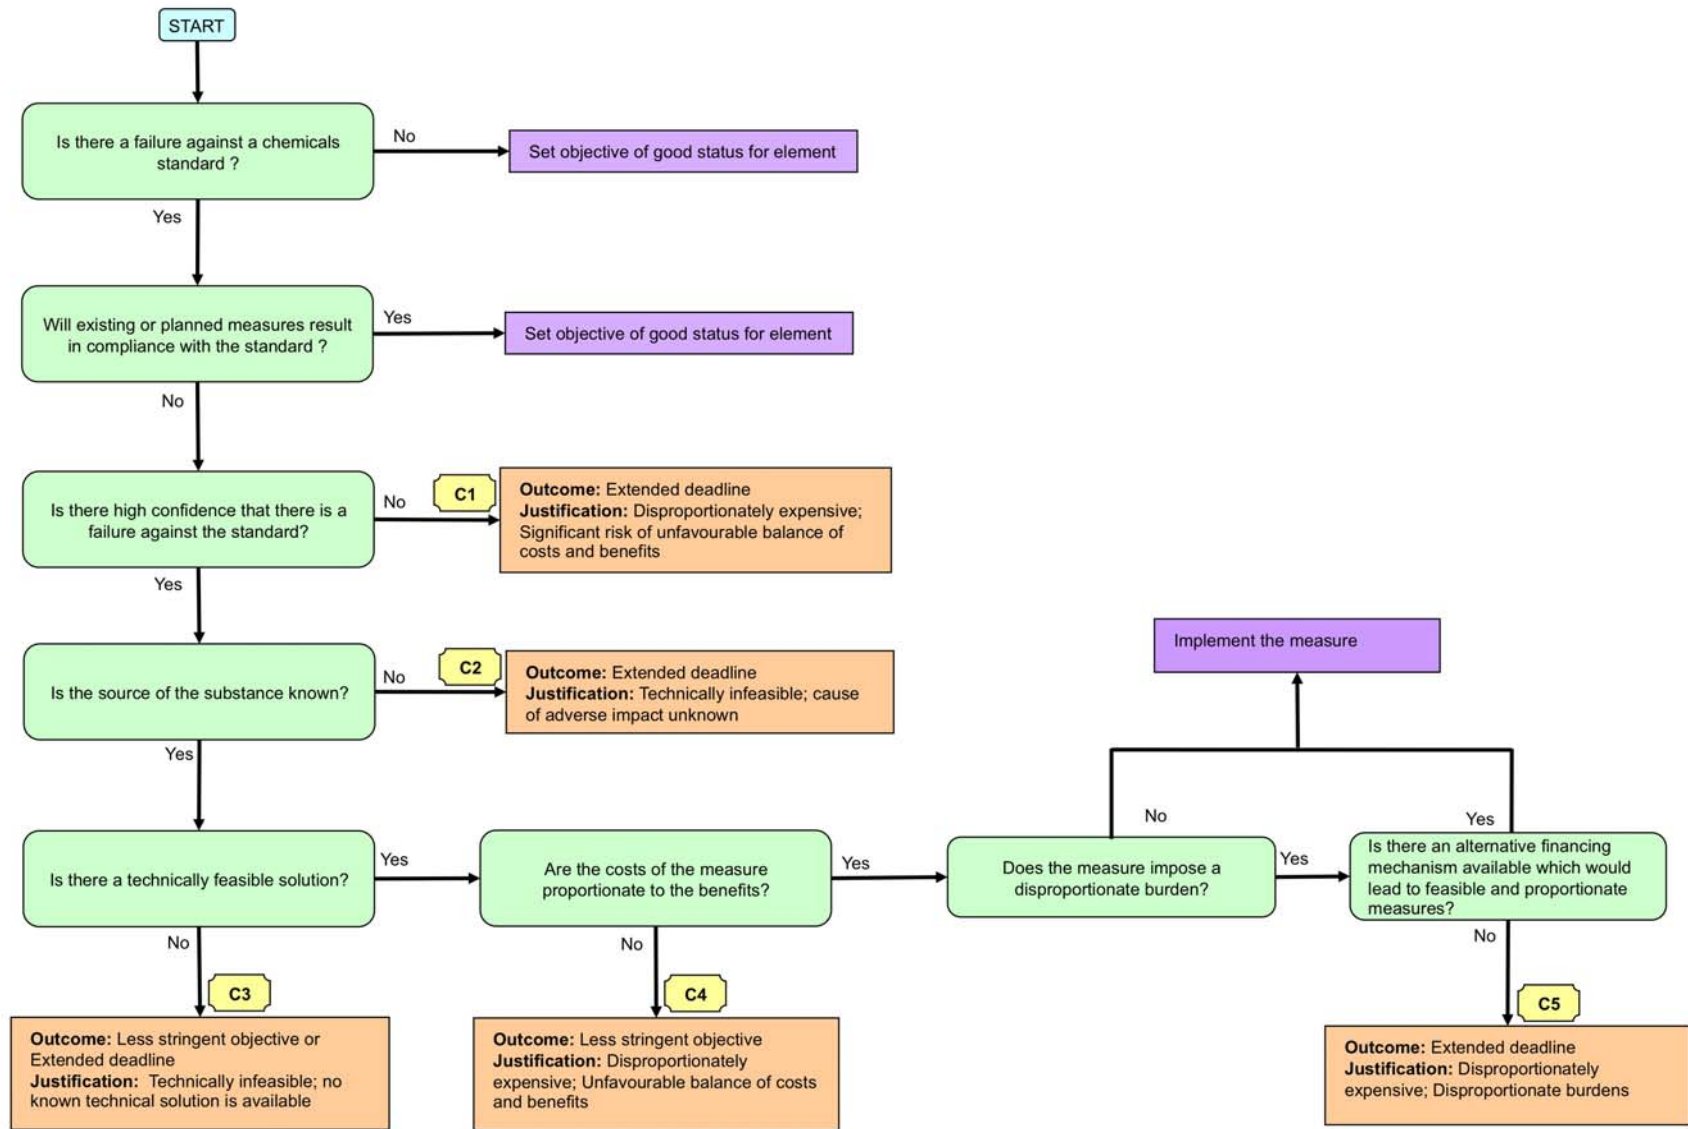 START
Is there a failure against a chemicals
standard ?
No
Set objective of good status for element
Yes
Will existing or planned measures result
in compliance with the standard ?
Yes
Set objective of good status for element
No
Is there high confidence that there is a
failure against the standard?
No
C1
Outcome: Extended deadline
Justification: Disproportionately expensive;
Significant risk of unfavourable balance of
costs and benefits
Yes
Is the source of the substance known?
No
C2
Outcome: Extended deadline
Justification: Technically infeasible; cause
of adverse impact unknown
Yes
Is there a technically feasible solution?
Yes
Are the costs of the measure
proportionate to the benefits?
Yes
Does the measure impose a
disproportionate burden?
No
Implement the measure
Yes
Is there an alternative financing
mechanism available which would
lead to feasible and proportionate
measures?
Yes
No
C3
Outcome: Less stringent objective or
Extended deadline
Justification: Technically infeasible; no
known technical solution is available
No
C4
Outcome: Less stringent objective
Justification: Disproportionately
expensive; Unfavourable balance of costs
and benefits
No
C5
Outcome: Extended deadline
Justification: Disproportionately
expensive; Disproportionate burdens